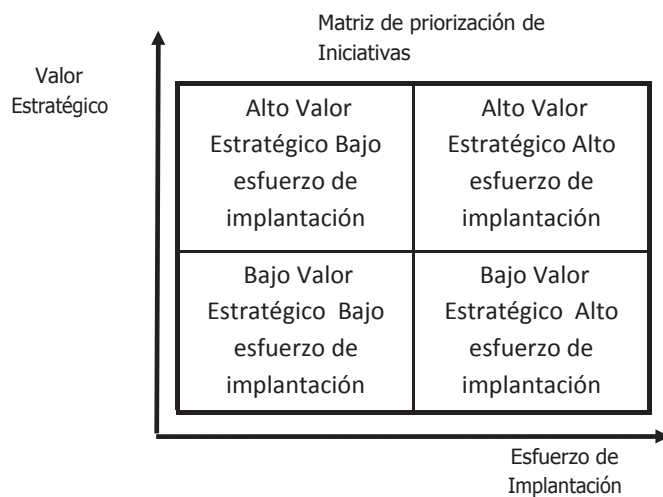 Matriz de priorización de
Iniciativas
Valor
Estratégico
Alto Valor
Estratégico Bajo
esfuerzo de
implantación
Alto Valor
Estratégico Alto
esfuerzo de
implantación
Bajo Valor
Estratégico Bajo
esfuerzo de
implantación
Bajo Valor
Estratégico Alto
esfuerzo de
implantación
Esfuerzo de
Implantación